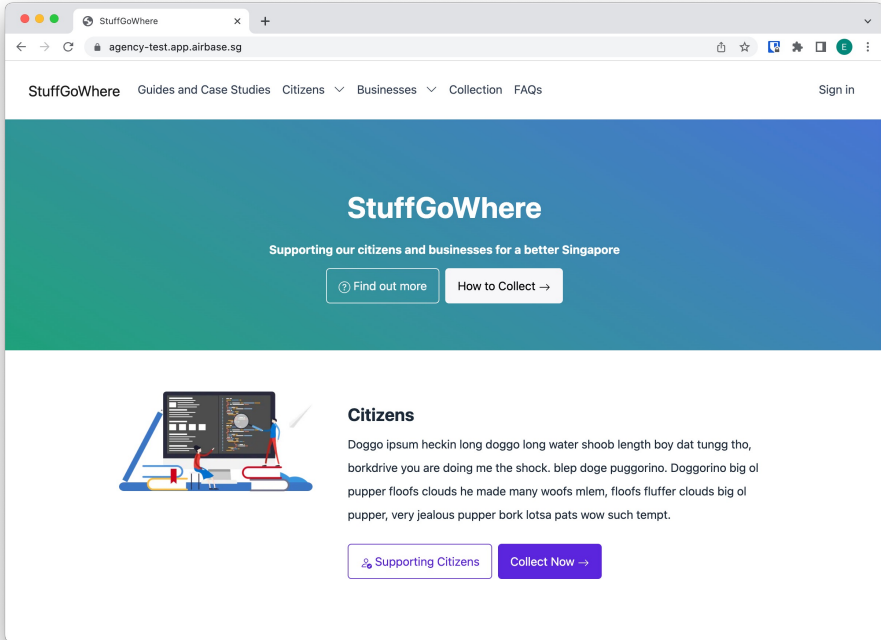 StuffGoWhere
agency-test.app.airbase.sg
E
StuffGoWhere Guides and Case Studies Citizens Businesses Collection FAQs Sign in
StuffGoWhere
Supporting our citizens and businesses for a better Singapore
Find out more How to Collect →
Citizens
Doggo ipsum heckin long doggo long water shoob length boy dat tungg tho,
borkdrive you are doing me the shock. blep doge puggorino. Doggorino big ol
pupper floofs clouds he made many woofs mlem, floofs fluffer clouds big ol
pupper, very jealous pupper bork lotsa pats wow such tempt.
Supporting Citizens Collect Now →